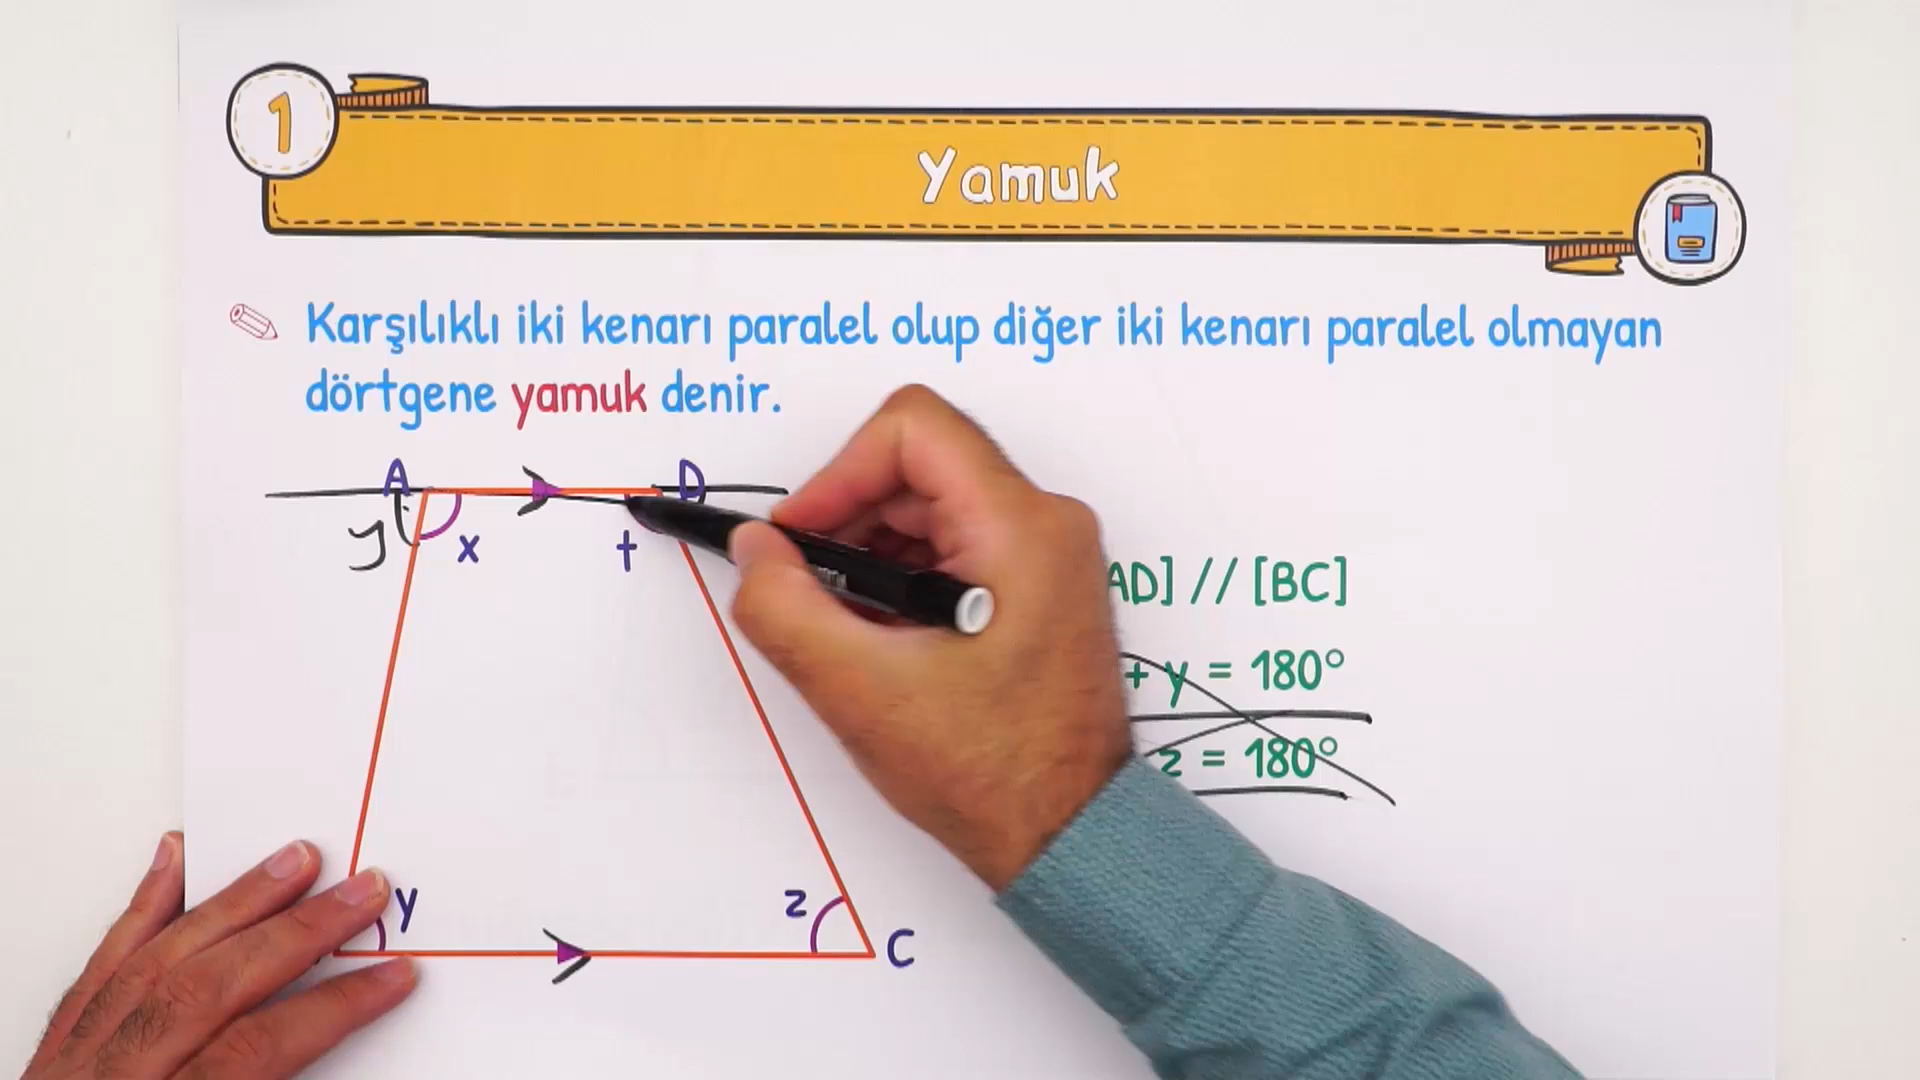 1
Yamuk
Karşılıklı iki kenarı paralel olup diğer iki kenarı paralel olmayan
dörtgene yamuk denir.
A D
y x t
AD] // [BC]
+ y = 180°
z = 180°
y z
C